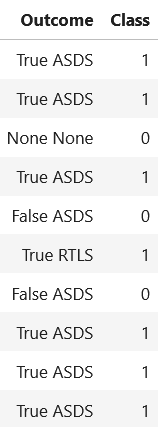 Outcome Class
True ASDS 1
True ASDS 1
None None 0
True ASDS 1
False ASDS 0
True RTLS 1
False ASDS 0
True ASDS 1
True ASDS 1
True ASDS 1